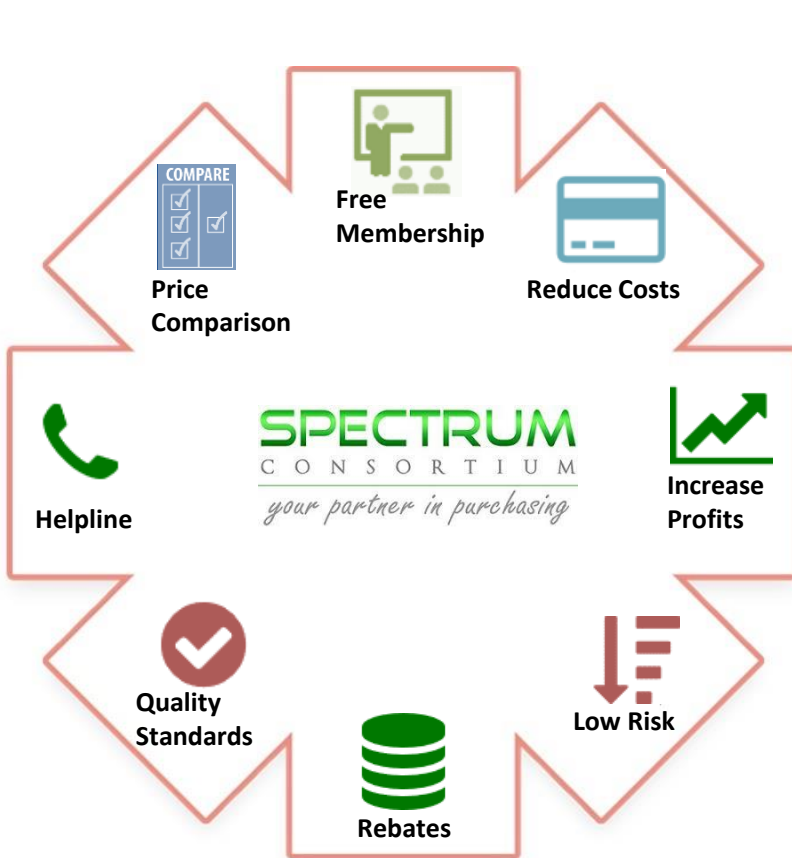 Free
Membership
COMPARE
Price
Comparison
Reduce Costs
SPECTRUM
CONSORTIUM
your partner in purchasing
Helpline
Increase
Profits
Quality
Standards
Low Risk
Rebates